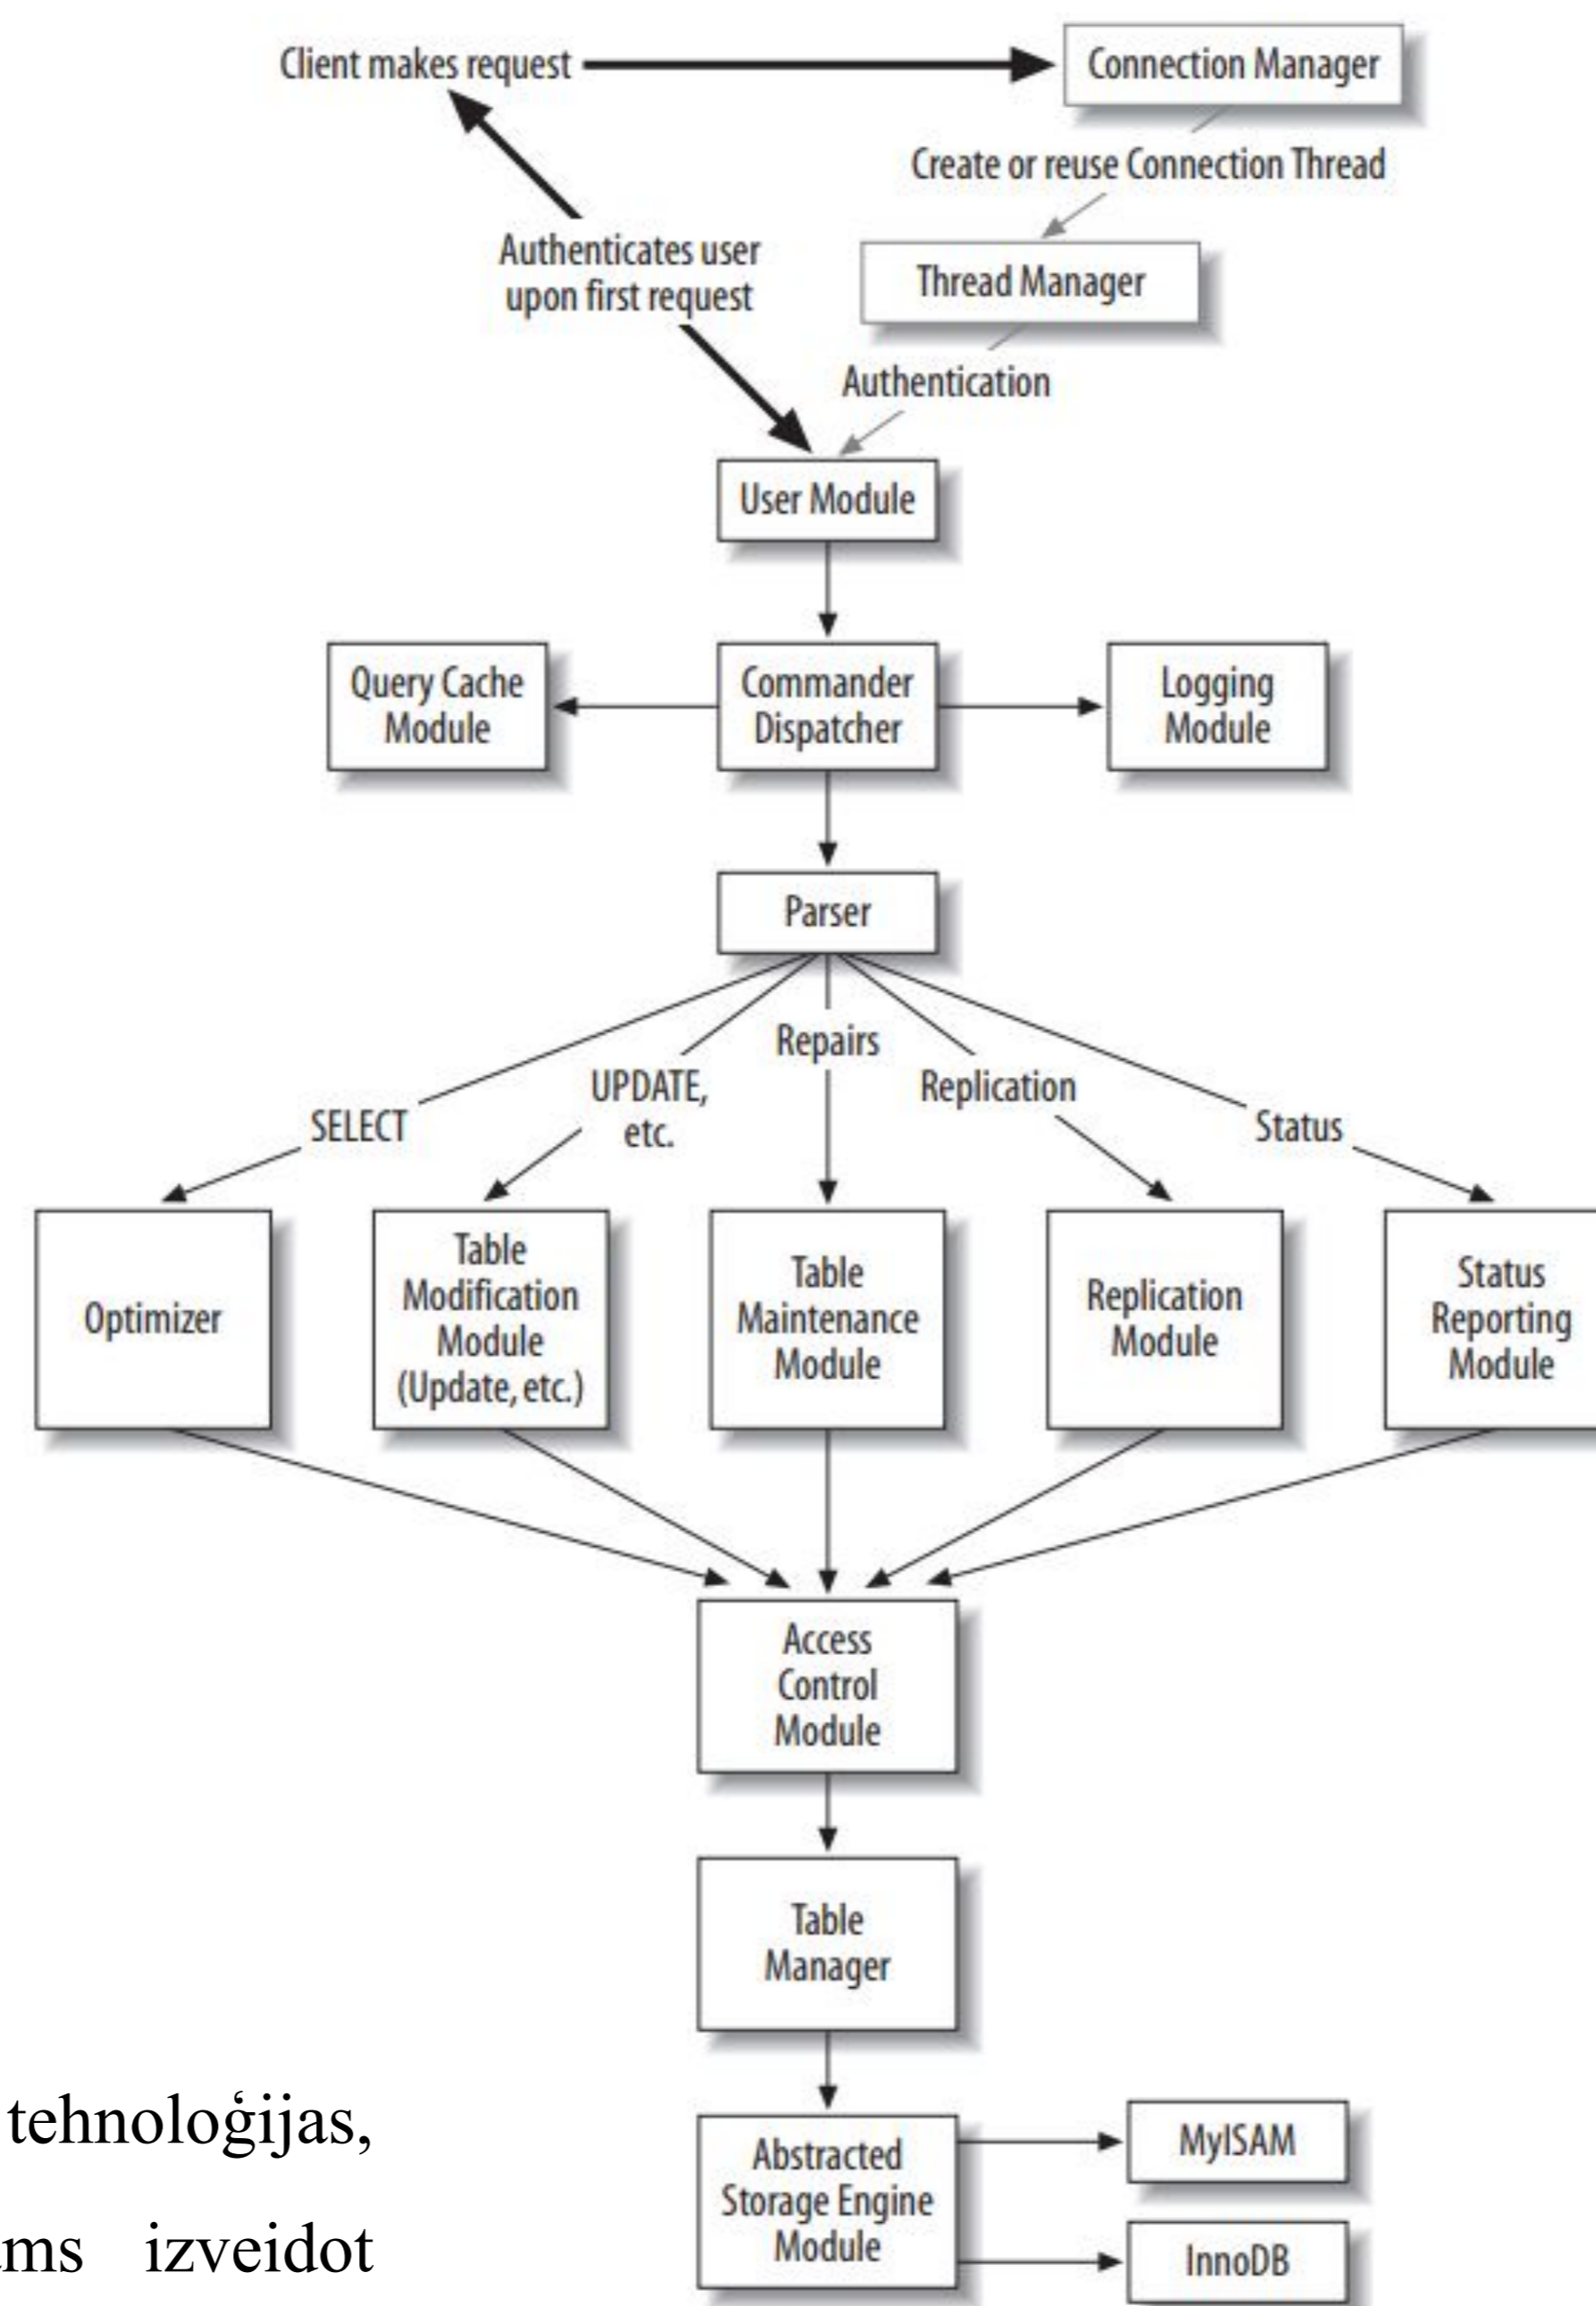 Client makes request
Connection Manager
Create or reuse Connection Thread
Authenticates user
upon first request
Thread Manager
Authentication
User Module
Query Cache
Module
Commander
Dispatcher
Logging
Module
Parser
Repairs
UPDATE,
etc.
Replication
SELECT
Status
Optimizer
Table
Modification
Module
(Update, etc.)
Table
Maintenance
Module
Replication
Module
Status
Reporting
Module
Access
Control
Module
Table
Manager
tehnoloģijas,
izveidot
Abstracted
Storage Engine
Module
MyISAM
InnoDB